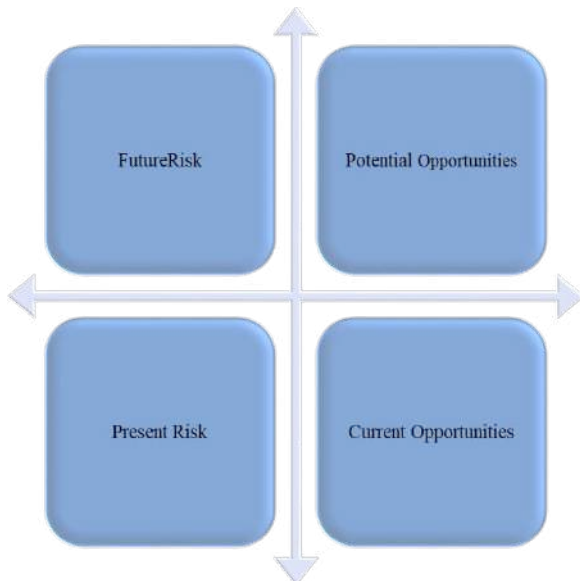 FutureRisk
Potential Opportunities
Present Risk
Current Opportunities